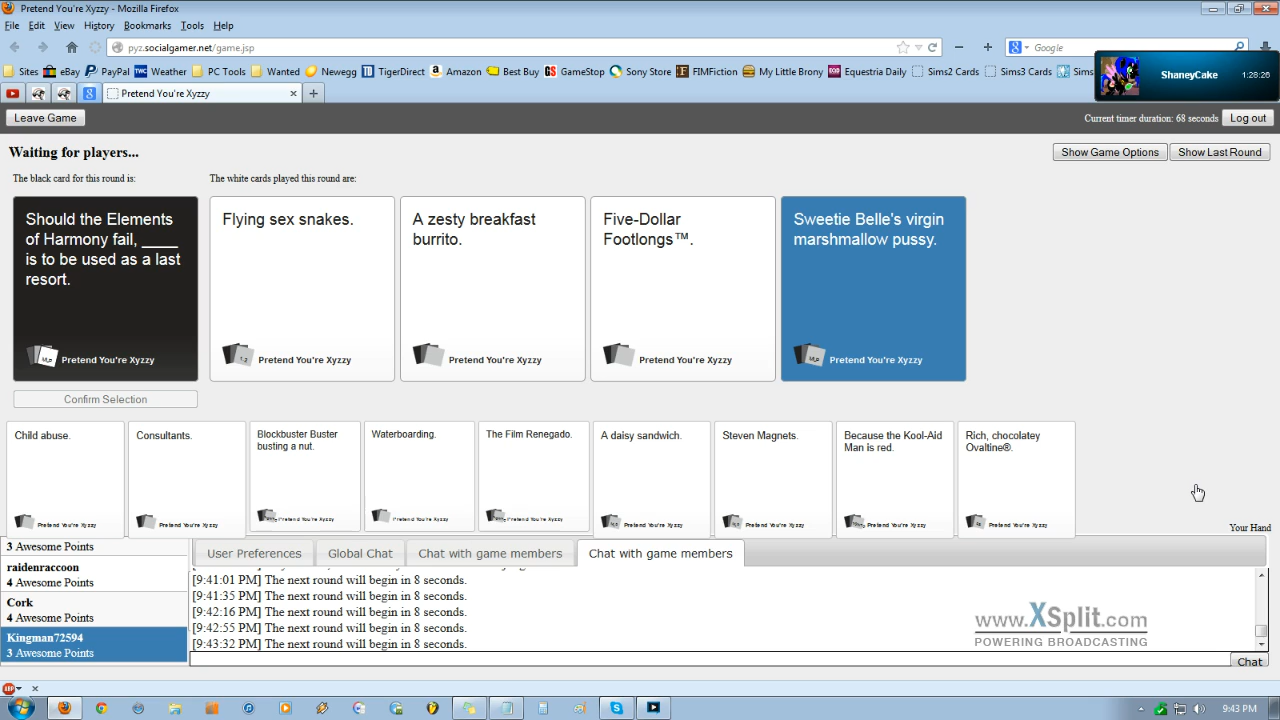 Pretend You're Xyzzy - Mozilla Firefox
File Edit View History Bookmarks Tools Help
pyz.socialgamer.net/game.jsp
Google
Sites eBay PayPal Weather PC Tools Wanted Newegg TigerDirect Amazon Best Buy GameStop Sony Store FIMFiction My Little Brony Equestria Daily Sims2 Cards Sims3 Cards Sims
ShaneyCake 1:28:26
Pretend You're Xyzzy
Leave Game
Current timer duration: 68 seconds
Log out
Waiting for players...
Show Game Options
Show Last Round
The black card for this round is:
The white cards played this round are:
Should the Elements
of Harmony fail, ____
is to be used as a last
resort.
Pretend You're Xyzzy
Flying sex snakes.
Pretend You're Xyzzy
A zesty breakfast
burrito.
Pretend You're Xyzzy
Five-Dollar
Footlongs™.
Pretend You're Xyzzy
Sweetie Belle's virgin
marshmallow pussy.
Pretend You're Xyzzy
Confirm Selection
Child abuse.
Pretend You're Xyzzy
Consultants.
Pretend You're Xyzzy
Blockbuster Buster
busting a nut.
Pretend You're Xyzzy
Waterboarding.
Pretend You're Xyzzy
The Film Renegado.
Pretend You're Xyzzy
A daisy sandwich.
Pretend You're Xyzzy
Steven Magnets.
Pretend You're Xyzzy
Because the Kool-Aid
Man is red.
Pretend You're Xyzzy
Rich, chocolatey
Ovaltine®.
Pretend You're Xyzzy
Your Hand
3 Awesome Points
raidenraccoon
4 Awesome Points
Cork
4 Awesome Points
Kingman72594
3 Awesome Points
User Preferences
Global Chat
Chat with game members
Chat with game members
[9:41:01 PM] The next round will begin in 8 seconds.
[9:41:35 PM] The next round will begin in 8 seconds.
[9:42:16 PM] The next round will begin in 8 seconds.
[9:42:55 PM] The next round will begin in 8 seconds.
[9:43:32 PM] The next round will begin in 8 seconds.
www.XSplit.com
POWERING BROADCASTING
Chat
9:43 PM